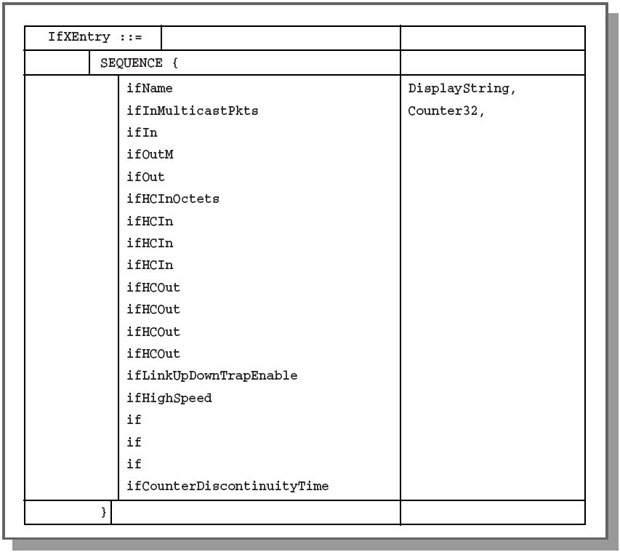 IfXEntry ::=
SEQUENCE {
ifName DisplayString,
ifInMulticastPkts Counter32,
ifIn
ifOutM
ifOut
ifHCInOctets
ifHCIn
ifHCIn
ifHCIn
ifHCOut
ifHCOut
ifHCOut
ifHCOut
ifLinkUpDownTrapEnable
ifHighSpeed
if
if
if
ifCounterDiscontinuityTime
}